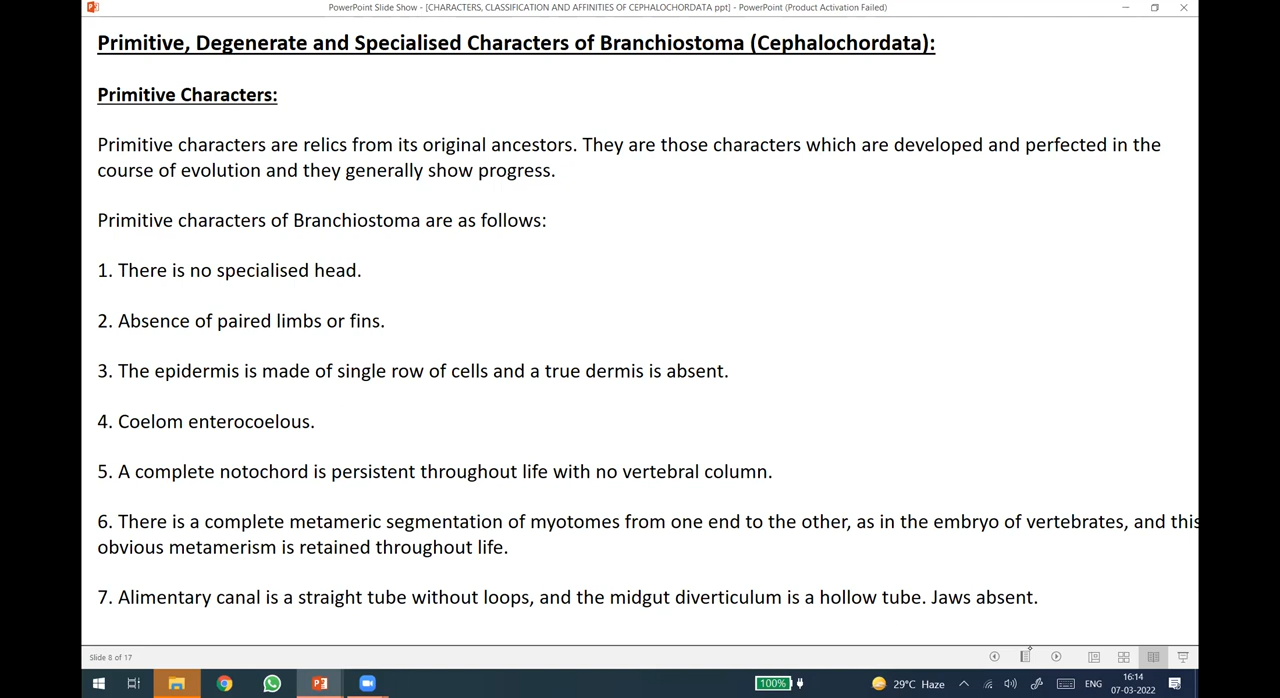 PowerPoint Slide Show - [CHARACTERS, CLASSIFICATION AND AFFINITIES OF CEPHALOCHORDATA ppt] - PowerPoint (Product Activation Failed)
Primitive, Degenerate and Specialised Characters of Branchiostoma (Cephalochordata):
Primitive Characters:
Primitive characters are relics from its original ancestors. They are those characters which are developed and perfected in the
course of evolution and they generally show progress.
Primitive characters of Branchiostoma are as follows:
1. There is no specialised head.
2. Absence of paired limbs or fins.
3. The epidermis is made of single row of cells and a true dermis is absent.
4. Coelom enterocoelous.
5. A complete notochord is persistent throughout life with no vertebral column.
6. There is a complete metameric segmentation of myotomes from one end to the other, as in the embryo of vertebrates, and this
obvious metamerism is retained throughout life.
7. Alimentary canal is a straight tube without loops, and the midgut diverticulum is a hollow tube. Jaws absent.
Slide 8 of 17
100%
29°C Haze
ENG
16:14
07-03-2022